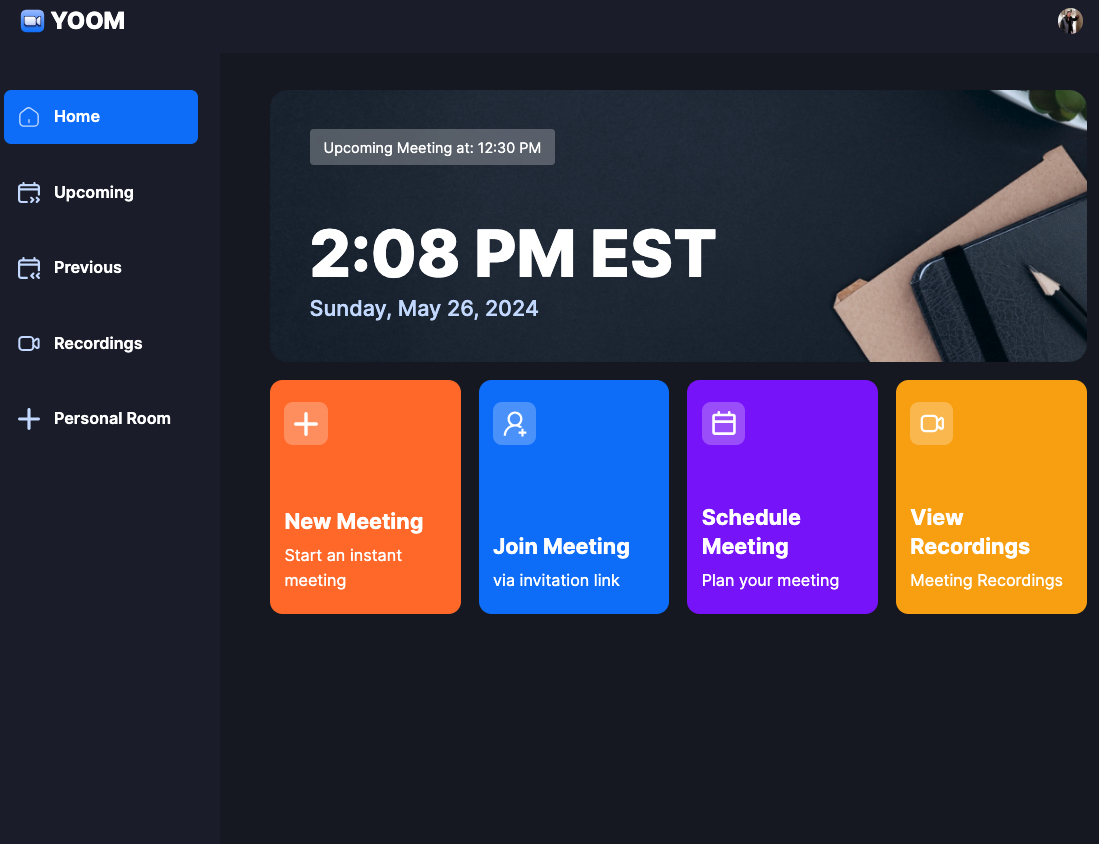 YOOM
Home
Upcoming
Previous
Recordings
Personal Room
Upcoming Meeting at: 12:30 PM
2:08 PM EST
Sunday, May 26, 2024
New Meeting
Start an instant
meeting
Join Meeting
via invitation link
Schedule
Meeting
Plan your meeting
View
Recordings
Meeting Recordings